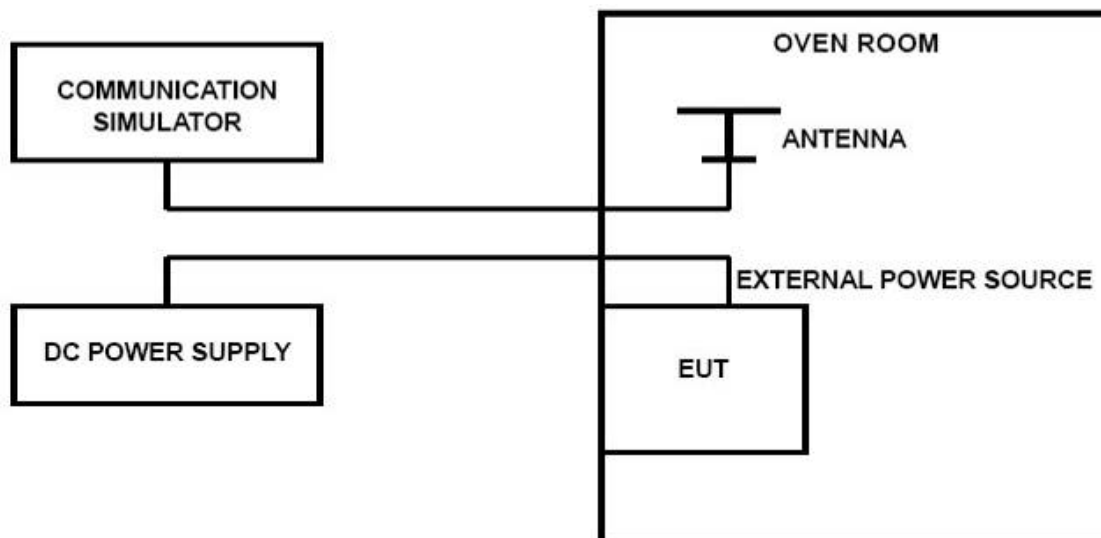 OVEN ROOM
COMMUNICATION
SIMULATOR
ANTENNA
EXTERNAL POWER SOURCE
DC POWER SUPPLY
EUT